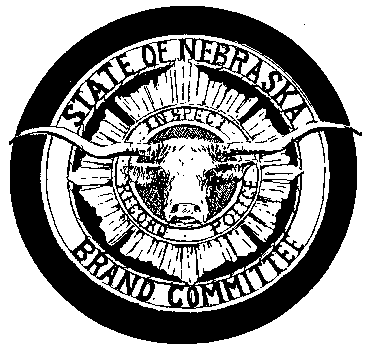 STATE OF NEBRASKA
INSPECT
RECORD POLICE
BRAND COMMITTEE